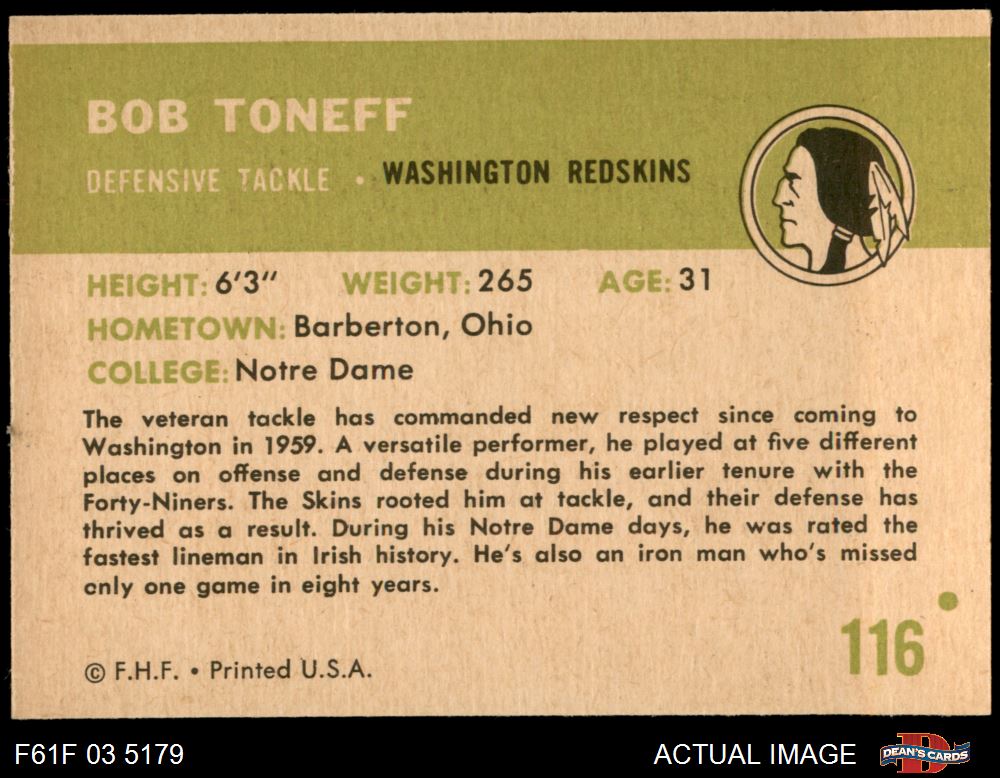 BOB TONEFF
DEFENSIVE TACKLE • WASHINGTON REDSKINS
HEIGHT: 6'3" WEIGHT: 265 AGE: 31
HOMETOWN: Barberton, Ohio
COLLEGE: Notre Dame
The veteran tackle has commanded new respect since coming to
Washington in 1959. A versatile performer, he played at five different
places on offense and defense during his earlier tenure with the
Forty-Niners. The Skins rooted him at tackle, and their defense has
thrived as a result. During his Notre Dame days, he was rated the
fastest lineman in Irish history. He's also an iron man who's missed
only one game in eight years.
116
© F.H.F. • Printed U.S.A.
F61F 03 5179 ACTUAL IMAGE DEAN'S CARDS